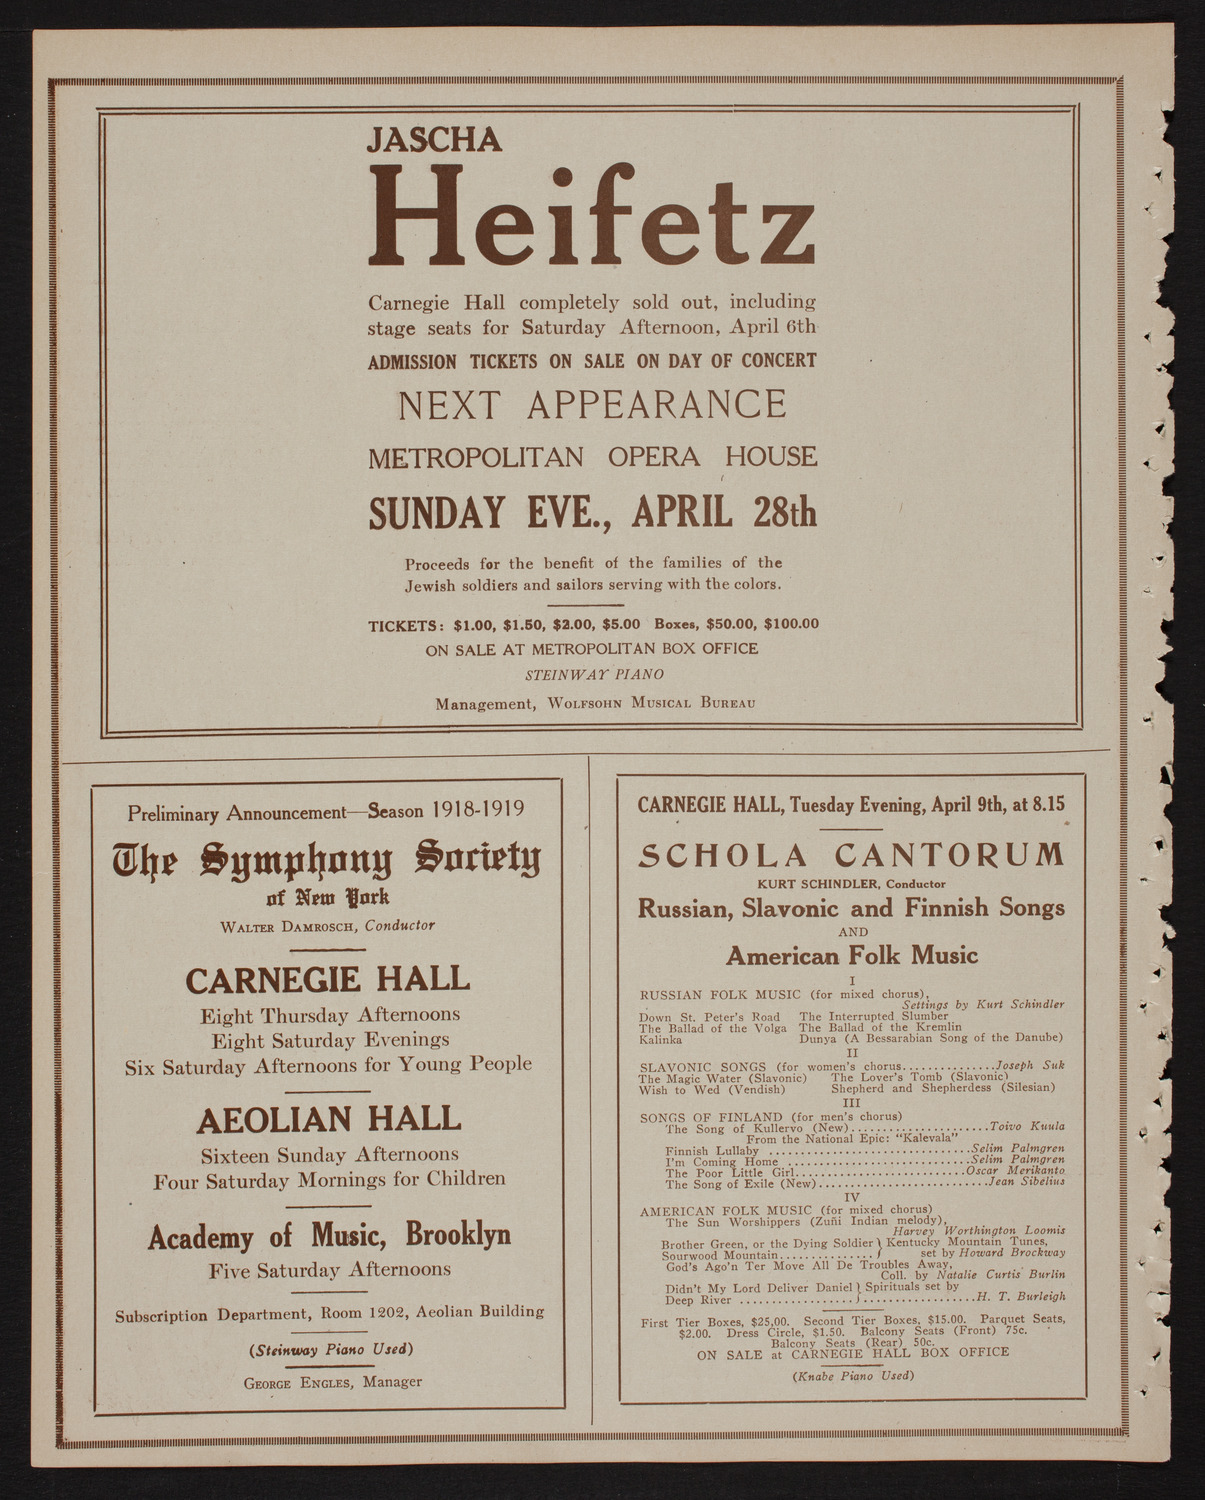 JASCHA
Heifetz
Carnegie Hall completely sold out, including
stage seats for Saturday Afternoon, April 6th
ADMISSION TICKETS ON SALE ON DAY OF CONCERT
NEXT APPEARANCE
METROPOLITAN OPERA HOUSE
SUNDAY EVE., APRIL 28th
Proceeds for the benefit of the families of the
Jewish soldiers and sailors serving with the colors.
TICKETS: $1.00, $1.50, $2.00, $5.00 Boxes, $50.00, $100.00
ON SALE AT METROPOLITAN BOX OFFICE
STEINWAY PIANO
Management, WOLFSOHN MUSICAL BUREAU
Preliminary Announcement—Season 1918-1919
The Symphony Society
of New York
WALTER DAMROSCH, Conductor
CARNEGIE HALL
Eight Thursday Afternoons
Eight Saturday Evenings
Six Saturday Afternoons for Young People
AEOLIAN HALL
Sixteen Sunday Afternoons
Four Saturday Mornings for Children
Academy of Music, Brooklyn
Five Saturday Afternoons
Subscription Department, Room 1202, Aeolian Building
(Steinway Piano Used)
GEORGE ENGLES, Manager
CARNEGIE HALL, Tuesday Evening, April 9th, at 8.15
SCHOLA CANTORUM
KURT SCHINDLER, Conductor
Russian, Slavonic and Finnish Songs
AND
American Folk Music
I
RUSSIAN FOLK MUSIC (for mixed chorus),
Settings by Kurt Schindler
Down St. Peter's Road The Interrupted Slumber
The Ballad of the Volga The Ballad of the Kremlin
Kalinka Dunya (A Bessarabian Song of the Danube)
II
SLAVONIC SONGS (for women's chorus...............Joseph Suk
The Magic Water (Slavonic) The Lover's Tomb (Slavonic)
Wish to Wed (Vendish) Shepherd and Shepherdess (Silesian)
III
SONGS OF FINLAND (for men's chorus)
The Song of Kullervo (New)......................Toivo Kuula
From the National Epic: "Kalevala"
Finnish Lullaby ................................Selim Palmgren
I'm Coming Home .............................Selim Palmgren
The Poor Little Girl...........................Oscar Merikanto
The Song of Exile (New)...........................Jean Sibelius
IV
AMERICAN FOLK MUSIC (for mixed chorus)
The Sun Worshippers (Zuñi Indian melody),
Harvey Worthington Loomis
Brother Green, or the Dying Soldier } Kentucky Mountain Tunes,
Sourwood Mountain............... } set by Howard Brockway
God's Ago'n Ter Move All De Troubles Away,
Coll. by Natalie Curtis Burlin
Didn't My Lord Deliver Daniel } Spirituals set by
Deep River ..................}..................H. T. Burleigh
First Tier Boxes, $25,00. Second Tier Boxes, $15.00. Parquet Seats,
$2.00. Dress Circle, $1.50. Balcony Seats (Front) 75c.
Balcony Seats (Rear) 50c.
ON SALE at CARNEGIE HALL BOX OFFICE
(Knabe Piano Used)